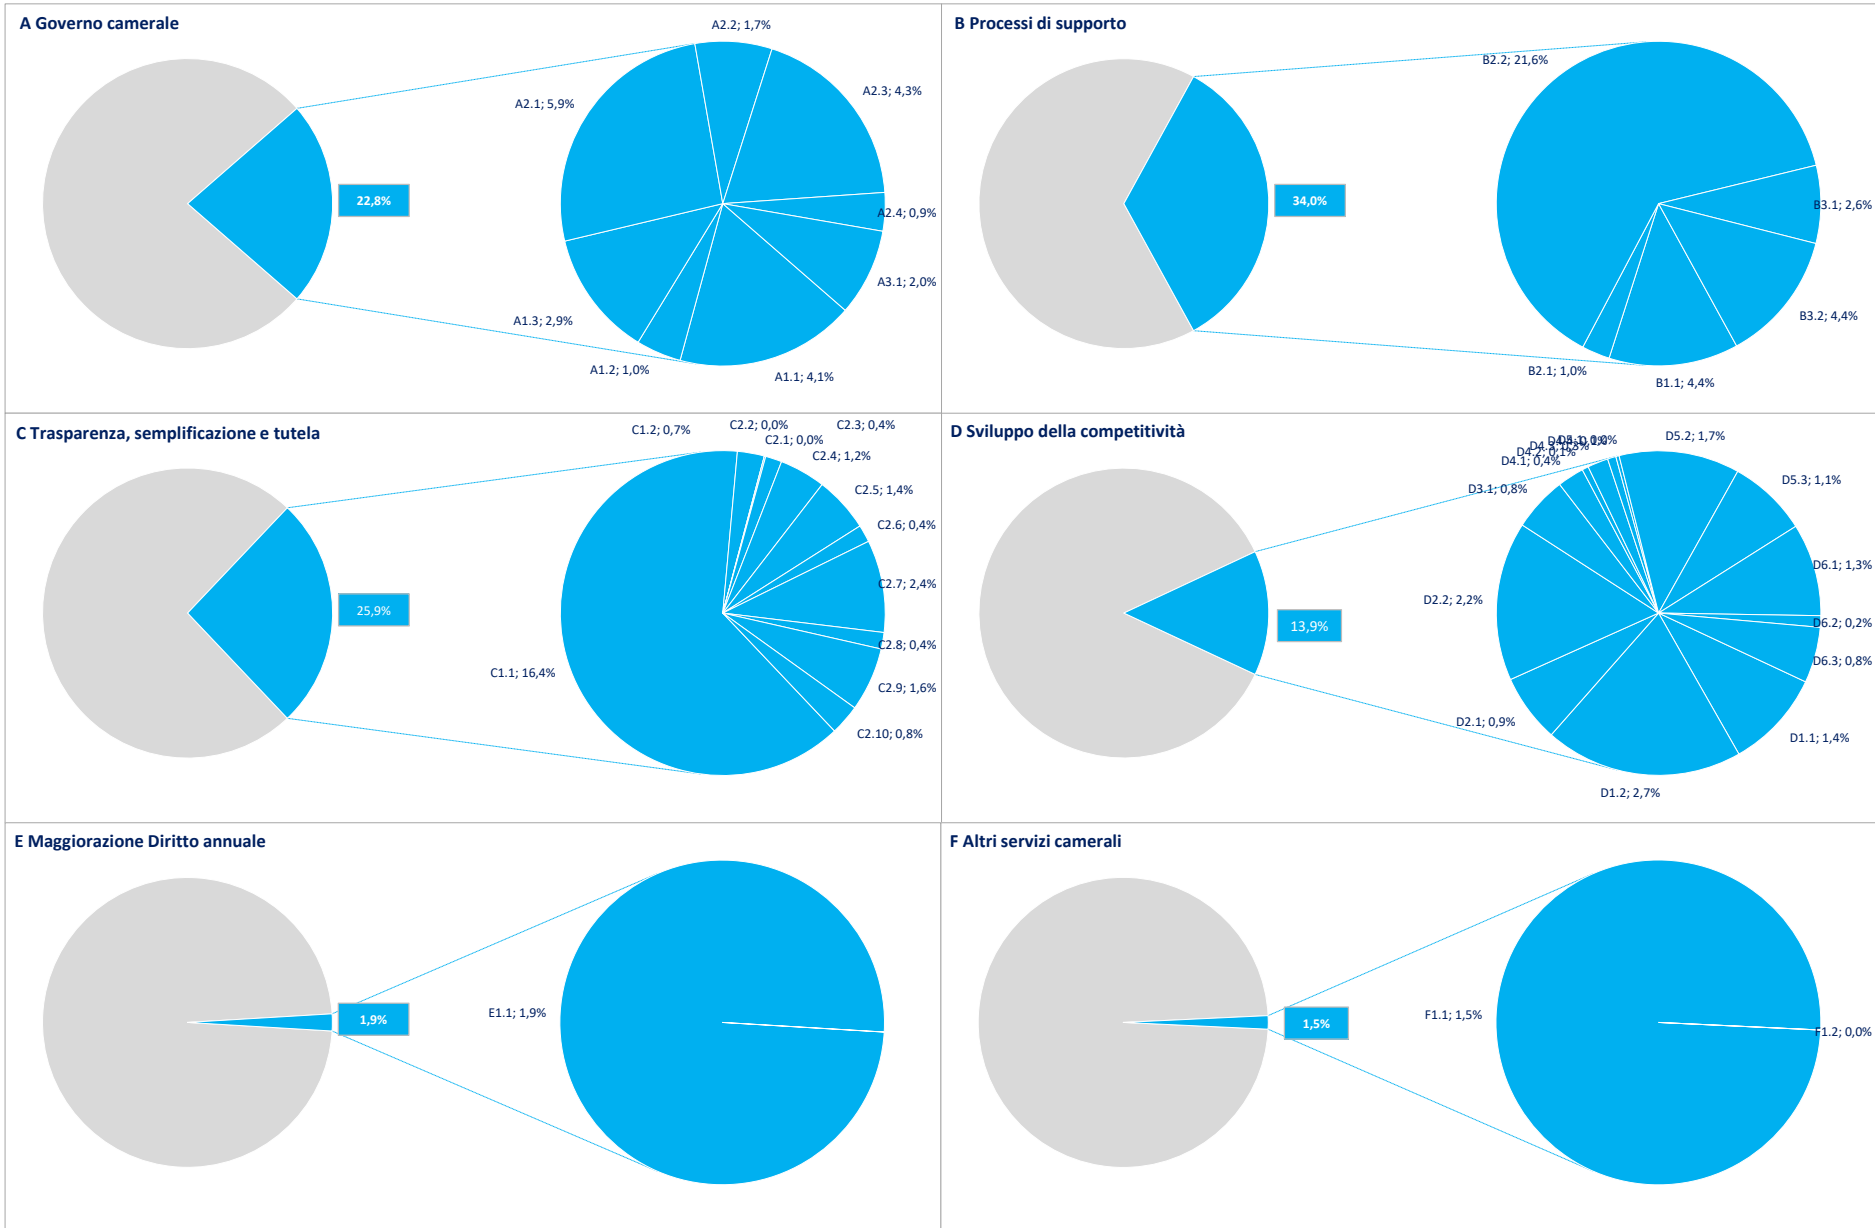 A Governo camerale
A2.2; 1,7%
A2.1; 5,9%
A2.3; 4,3%
22,8%
A2.4; 0,9%
A3.1; 2,0%
A1.3; 2,9%
A1.2; 1,0%
A1.1; 4,1%
B Processi di supporto
B2.2; 21,6%
34,0%
B3.1; 2,6%
B3.2; 4,4%
B2.1; 1,0%
B1.1; 4,4%
C Trasparenza, semplificazione e tutela
C1.2; 0,7%
C2.2; 0,0%
C2.3; 0,4%
C2.1; 0,0%
C2.4; 1,2%
C2.5; 1,4%
C2.6; 0,4%
C2.7; 2,4%
25,9%
C2.8; 0,4%
C1.1; 16,4%
C2.9; 1,6%
C2.10; 0,8%
D Sviluppo della competitività
D5.1; 0,0%
D5.2; 1,7%
D4.2; 0,1%
D4.1; 0,4%
D3.1; 0,8%
D5.3; 1,1%
D6.1; 1,3%
D2.2; 2,2%
13,9%
D6.2; 0,2%
D6.3; 0,8%
D2.1; 0,9%
D1.1; 1,4%
D1.2; 2,7%
E Maggiorazione Diritto annuale
E1.1; 1,9%
1,9%
F Altri servizi camerali
F1.1; 1,5%
1,5%
F1.2; 0,0%